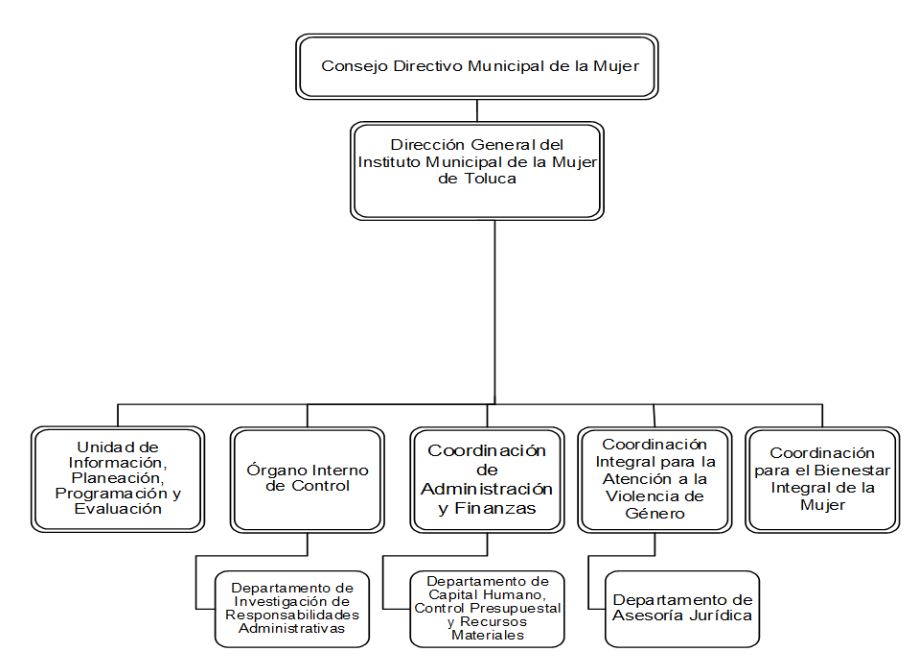 Consejo Directivo Municipal de la Mujer
Dirección General del
Instituto Municipal de la Mujer
de Toluca
Unidad de
Información,
Planeación,
Programación y
Evaluación
Órgano Interno
de Control
Coordinación
de
Administración
y Finanzas
Coordinación
Integral para la
Atención a la
Violencia de
Género
Coordinación
para el Bienestar
Integral de la
Mujer
Departamento de
Investigación de
Responsabilidades
Administrativas
Departamento de
Capital Humano,
Control Presupuestal
y Recursos
Materiales
Departamento de
Asesoría Jurídica